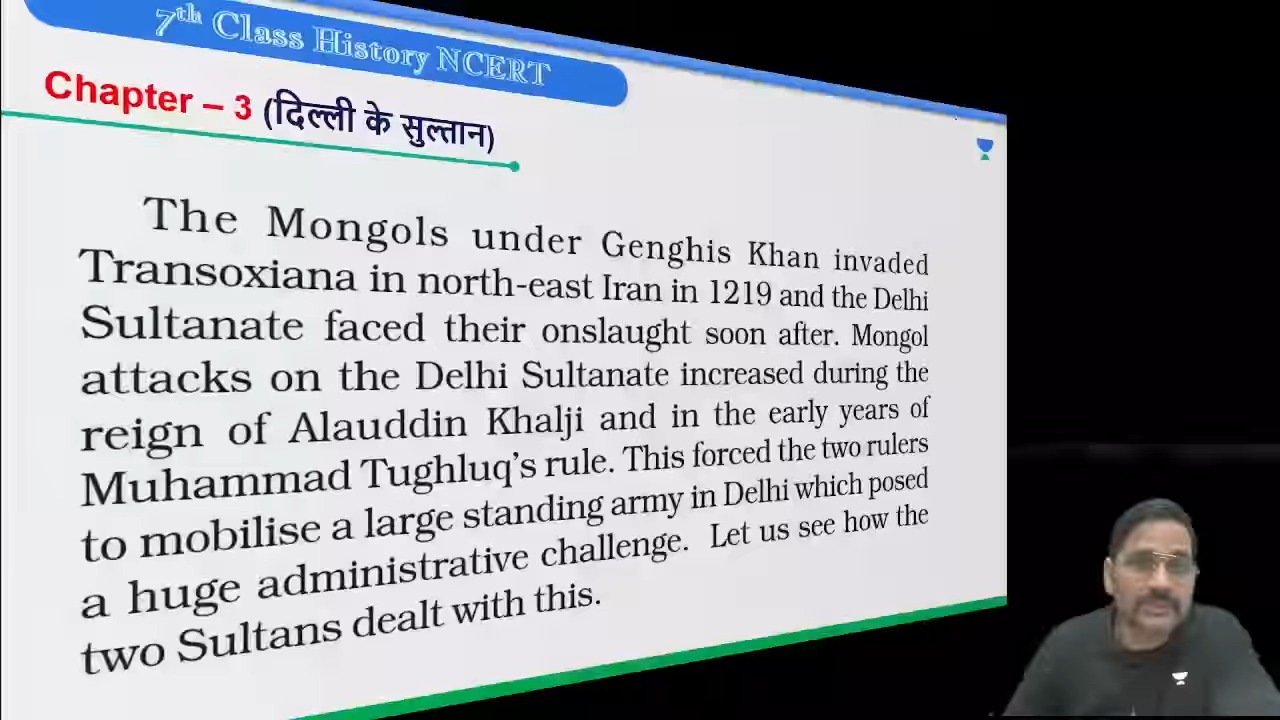 7th Class History NCERT
Chapter – 3 (दिल्ली के सुल्तान)
The Mongols under Genghis Khan invaded
Transoxiana in north-east Iran in 1219 and the Delhi
Sultanate faced their onslaught soon after. Mongol
attacks on the Delhi Sultanate increased during the
reign of Alauddin Khalji and in the early years of
Muhammad Tughluq’s rule. This forced the two rulers
to mobilise a large standing army in Delhi which posed
a huge administrative challenge. Let us see how the
two Sultans dealt with this.